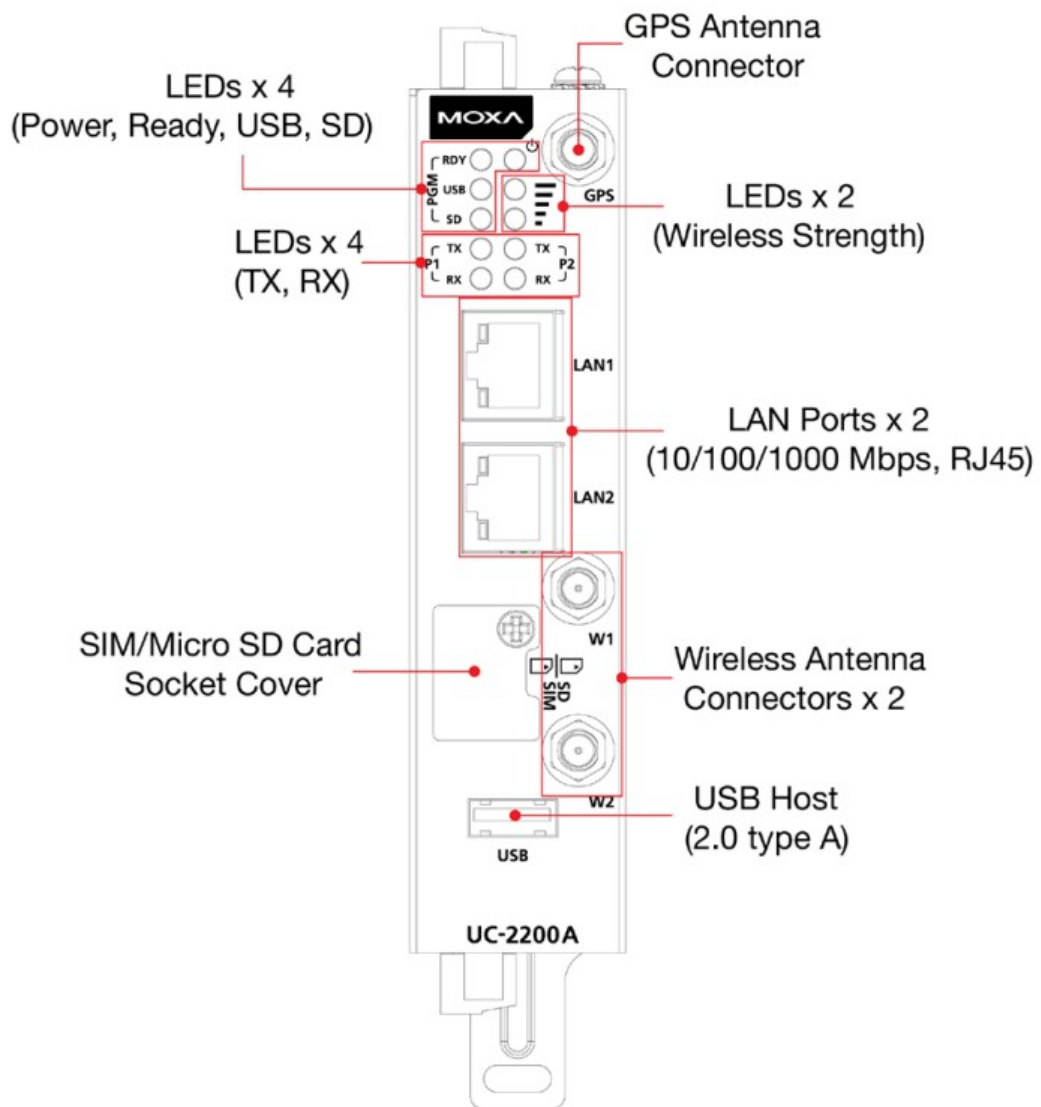 GPS Antenna
Connector
LEDs x 4
(Power, Ready, USB, SD)
MOXA
PGM
RDY
USB
SD
GPS
LEDs x 2
(Wireless Strength)
LEDs x 4
(TX, RX)
P1
TX
RX
TX
RX
P2
LAN1
LAN Ports x 2
(10/100/1000 Mbps, RJ45)
LAN2
SIM/Micro SD Card
Socket Cover
W1
SD
SIM
Wireless Antenna
Connectors x 2
W2
USB Host
(2.0 type A)
USB
UC-2200A